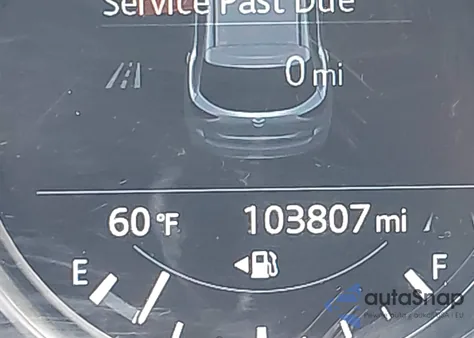 Service Past Due
0 mi
60 °F 103807 mi
E F
autoSnap